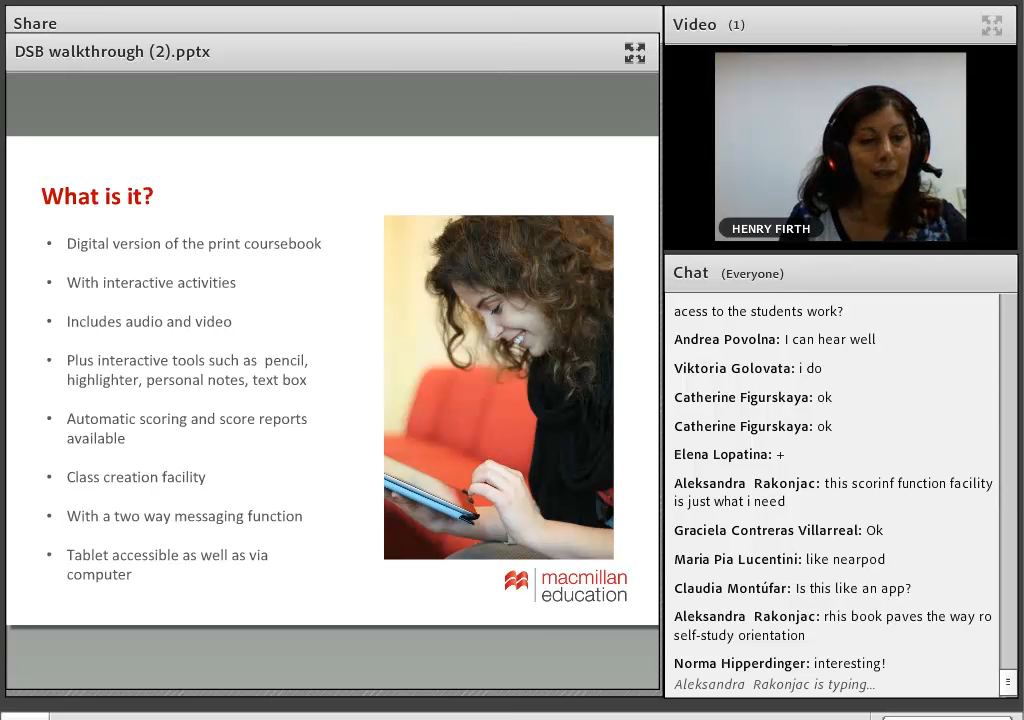 Share
DSB walkthrough (2).pptx
What is it?
• Digital version of the print coursebook
• With interactive activities
• Includes audio and video
• Plus interactive tools such as pencil,
highlighter, personal notes, text box
• Automatic scoring and score reports
available
• Class creation facility
• With a two way messaging function
• Tablet accessible as well as via
computer
macmillan
education
Video (1)
HENRY FIRTH
Chat (Everyone)
acess to the students work?
Andrea Povolna: I can hear well
Viktoria Golovata: i do
Catherine Figurskaya: ok
Catherine Figurskaya: ok
Elena Lopatina: +
Aleksandra Rakonjac: this scorinf function facility
is just what i need
Graciela Contreras Villarreal: Ok
Maria Pia Lucentini: like nearpod
Claudia Montúfar: Is this like an app?
Aleksandra Rakonjac: rhis book paves the way ro
self-study orientation
Norma Hipperdinger: interesting!
Aleksandra Rakonjac is typing...